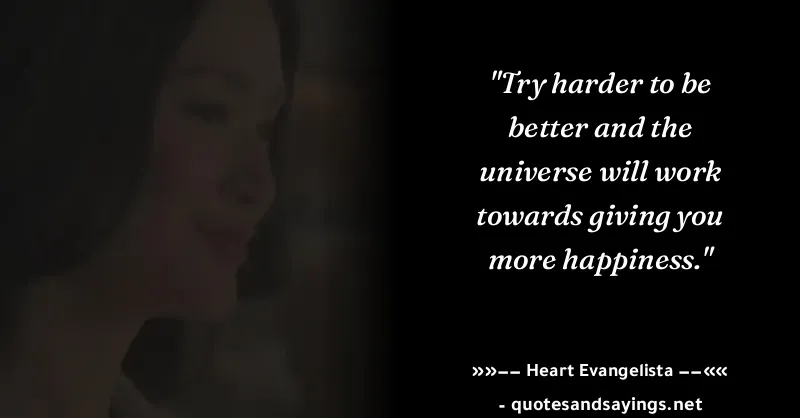 "Try harder to be
better and the
universe will work
towards giving you
more happiness."
»»−− Heart Evangelista −−««
- quotesandsayings.net